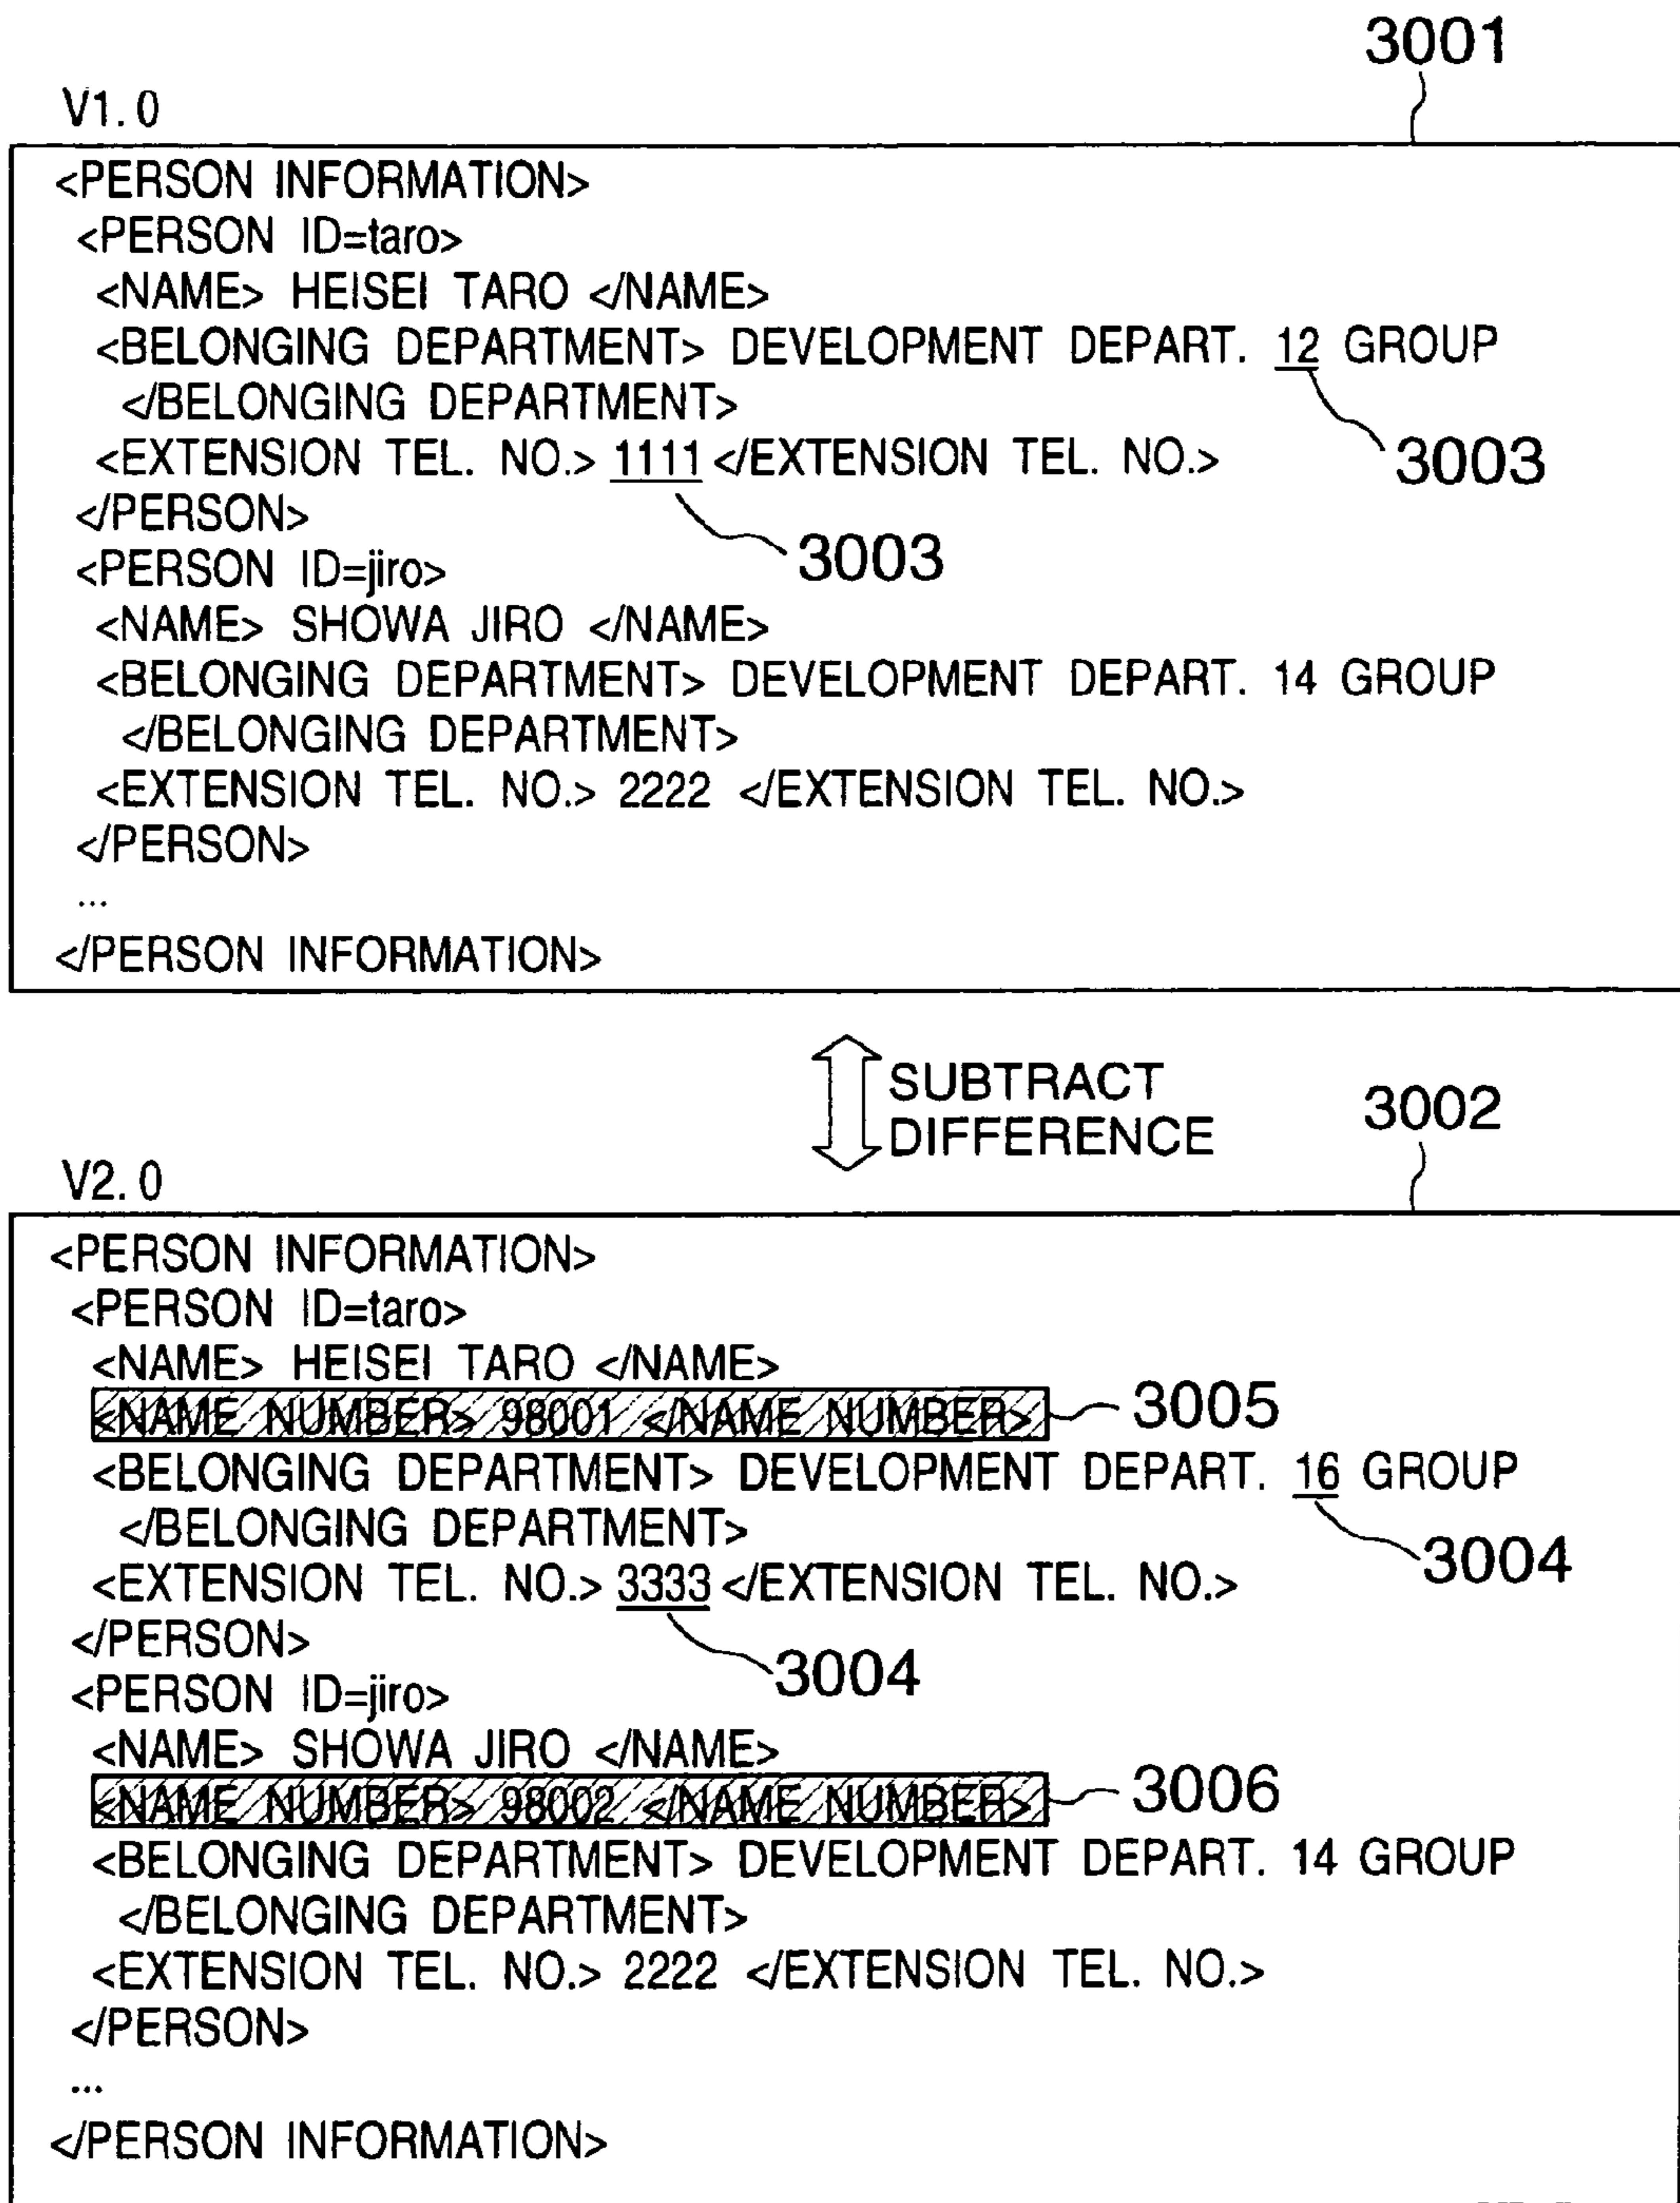 3001
V1.0
<PERSON INFORMATION>
<PERSON ID=taro>
<NAME> HEISEI TARO </NAME>
<BELONGING DEPARTMENT> DEVELOPMENT DEPART. 12 GROUP
</BELONGING DEPARTMENT>
<EXTENSION TEL. NO.> 1111 </EXTENSION TEL. NO.>
3003
</PERSON>
3003
<PERSON ID=jiro>
<NAME> SHOWA JIRO </NAME>
<BELONGING DEPARTMENT> DEVELOPMENT DEPART. 14 GROUP
</BELONGING DEPARTMENT>
<EXTENSION TEL. NO.> 2222 </EXTENSION TEL. NO.>
</PERSON>
...
</PERSON INFORMATION>
SUBTRACT
DIFFERENCE
3002
V2.0
<PERSON INFORMATION>
<PERSON ID=taro>
<NAME> HEISEI TARO </NAME>
<NAME NUMBER> 98001 </NAME NUMBER>
3005
<BELONGING DEPARTMENT> DEVELOPMENT DEPART. 16 GROUP
</BELONGING DEPARTMENT>
3004
<EXTENSION TEL. NO.> 3333 </EXTENSION TEL. NO.>
</PERSON>
3004
<PERSON ID=jiro>
<NAME> SHOWA JIRO </NAME>
<NAME NUMBER> 98002 </NAME NUMBER>
3006
<BELONGING DEPARTMENT> DEVELOPMENT DEPART. 14 GROUP
</BELONGING DEPARTMENT>
<EXTENSION TEL. NO.> 2222 </EXTENSION TEL. NO.>
</PERSON>
...
</PERSON INFORMATION>